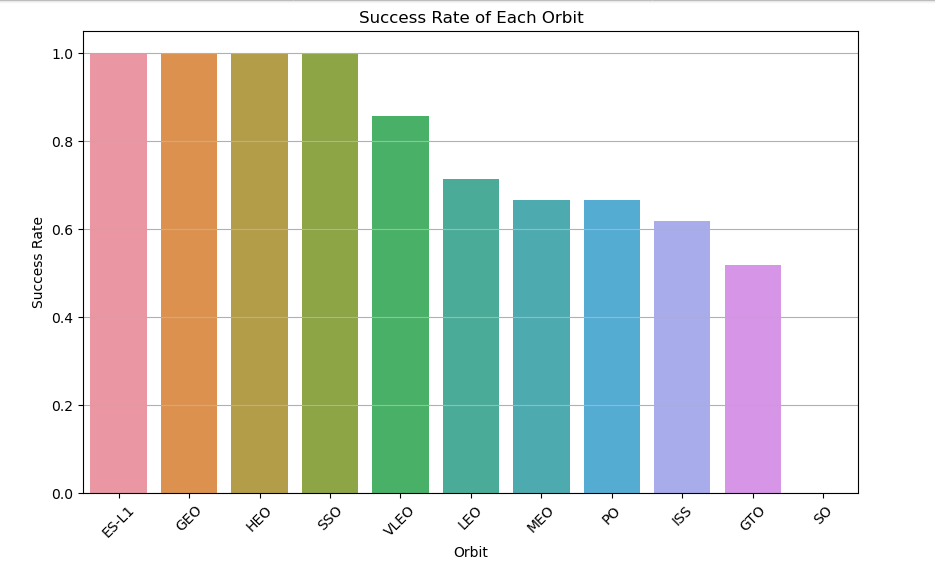 Success Rate of Each Orbit
1.0
0.8
0.6
0.4
0.2
0.0
Success Rate
ES-L1
GEO
HEO
SSO
VLEO
LEO
MEO
PO
ISS
GTO
SO
Orbit